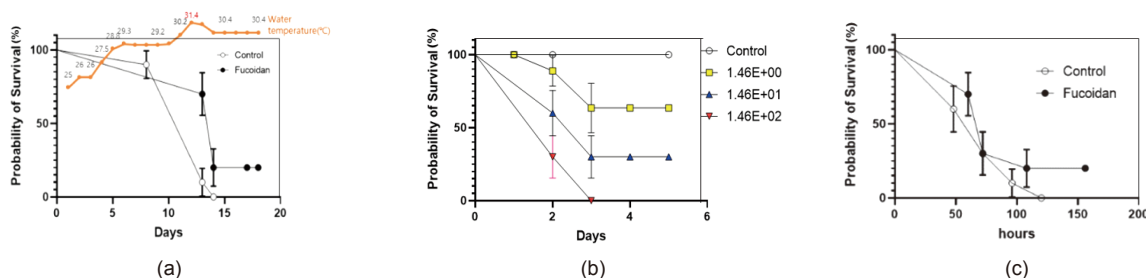 31.4
30.2
30.4
30.4
Water
temperature(℃)
29.3
29.2
28.8
27.5
26
26
25
Control
Fucoidan
Probability of Survival (%)
100
50
0
0
5
10
15
20
Days
(a)
Probability of Survival (%)
100
50
0
0
2
4
6
Days
Control
1.46E+00
1.46E+01
1.46E+02
(b)
Probability of Survival (%)
100
50
0
0
50
100
150
200
hours
Control
Fucoidan
(c)